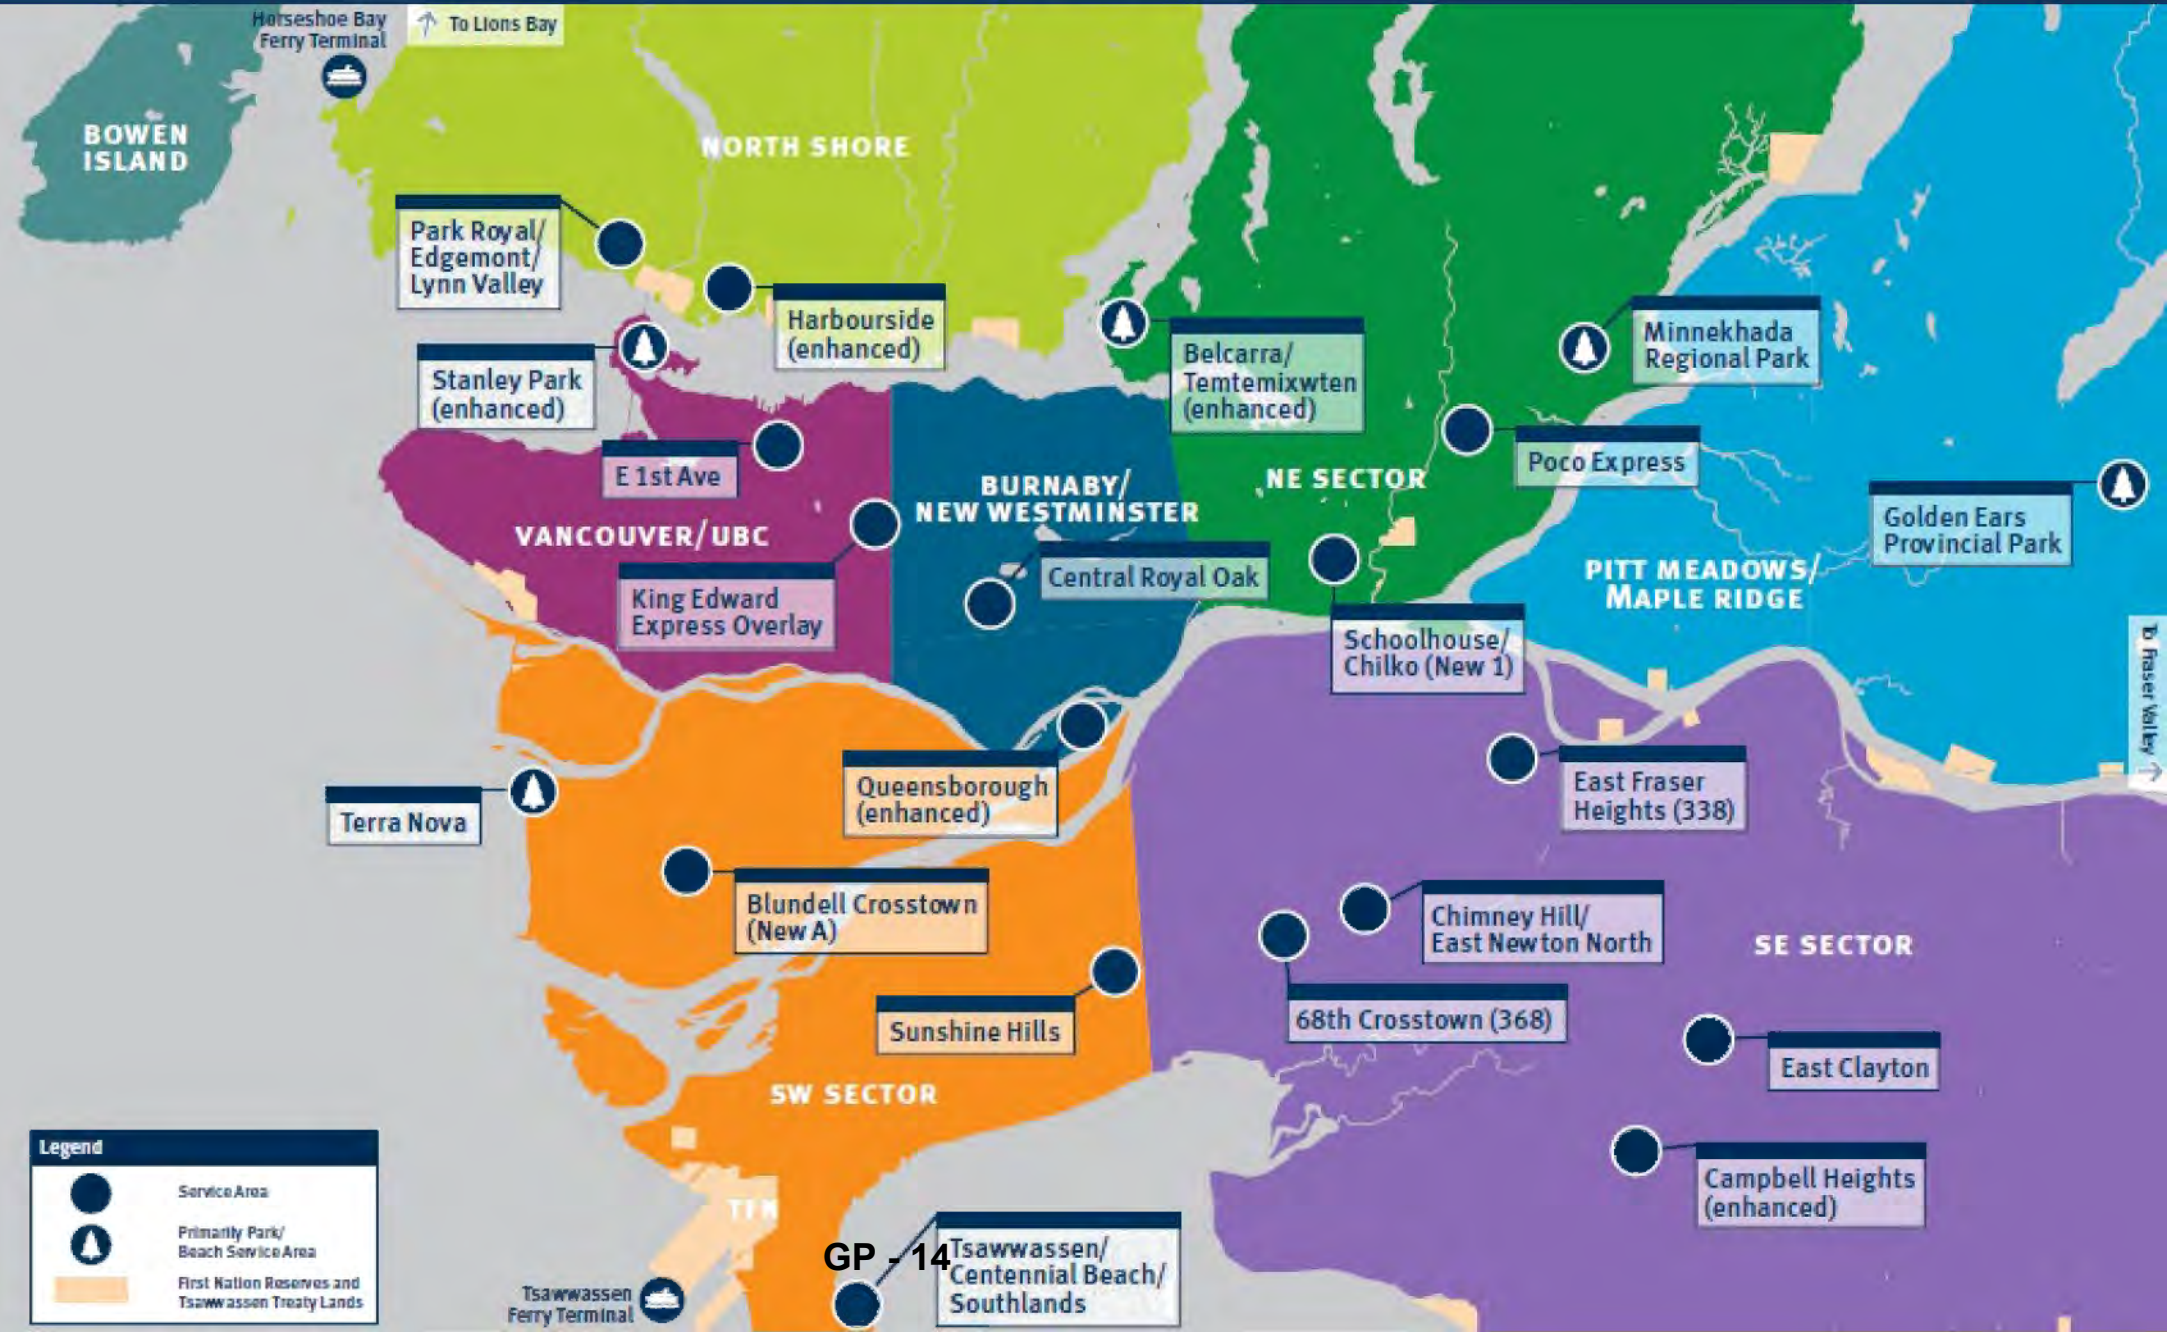 Horseshoe Bay
Ferry Terminal
To Lions Bay
BOWEN
ISLAND
NORTH SHORE
Park Royal/
Edgemont/
Lynn Valley
Harbourside
(enhanced)
Stanley Park
(enhanced)
Belcarra/
Temtemixwten
(enhanced)
Minnekhada
Regional Park
E 1st Ave
Poco Express
NE SECTOR
BURNABY/
NEW WESTMINSTER
VANCOUVER/UBC
Golden Ears
Provincial Park
King Edward
Express Overlay
Central Royal Oak
PITT MEADOWS/
MAPLE RIDGE
Schoolhouse/
Chilko (New 1)
To Fraser Valley
Queensborough
(enhanced)
East Fraser
Heights (338)
Terra Nova
Blundell Crosstown
(New A)
Chimney Hill/
East Newton North
SE SECTOR
Sunshine Hills
68th Crosstown (368)
East Clayton
SW SECTOR
Campbell Heights
(enhanced)
TFN
GP - 14
Tsawwassen/
Centennial Beach/
Southlands
Tsawwassen
Ferry Terminal
Legend
Service Area
Primarily Park/
Beach Service Area
First Nation Reserves and
Tsawwassen Treaty Lands